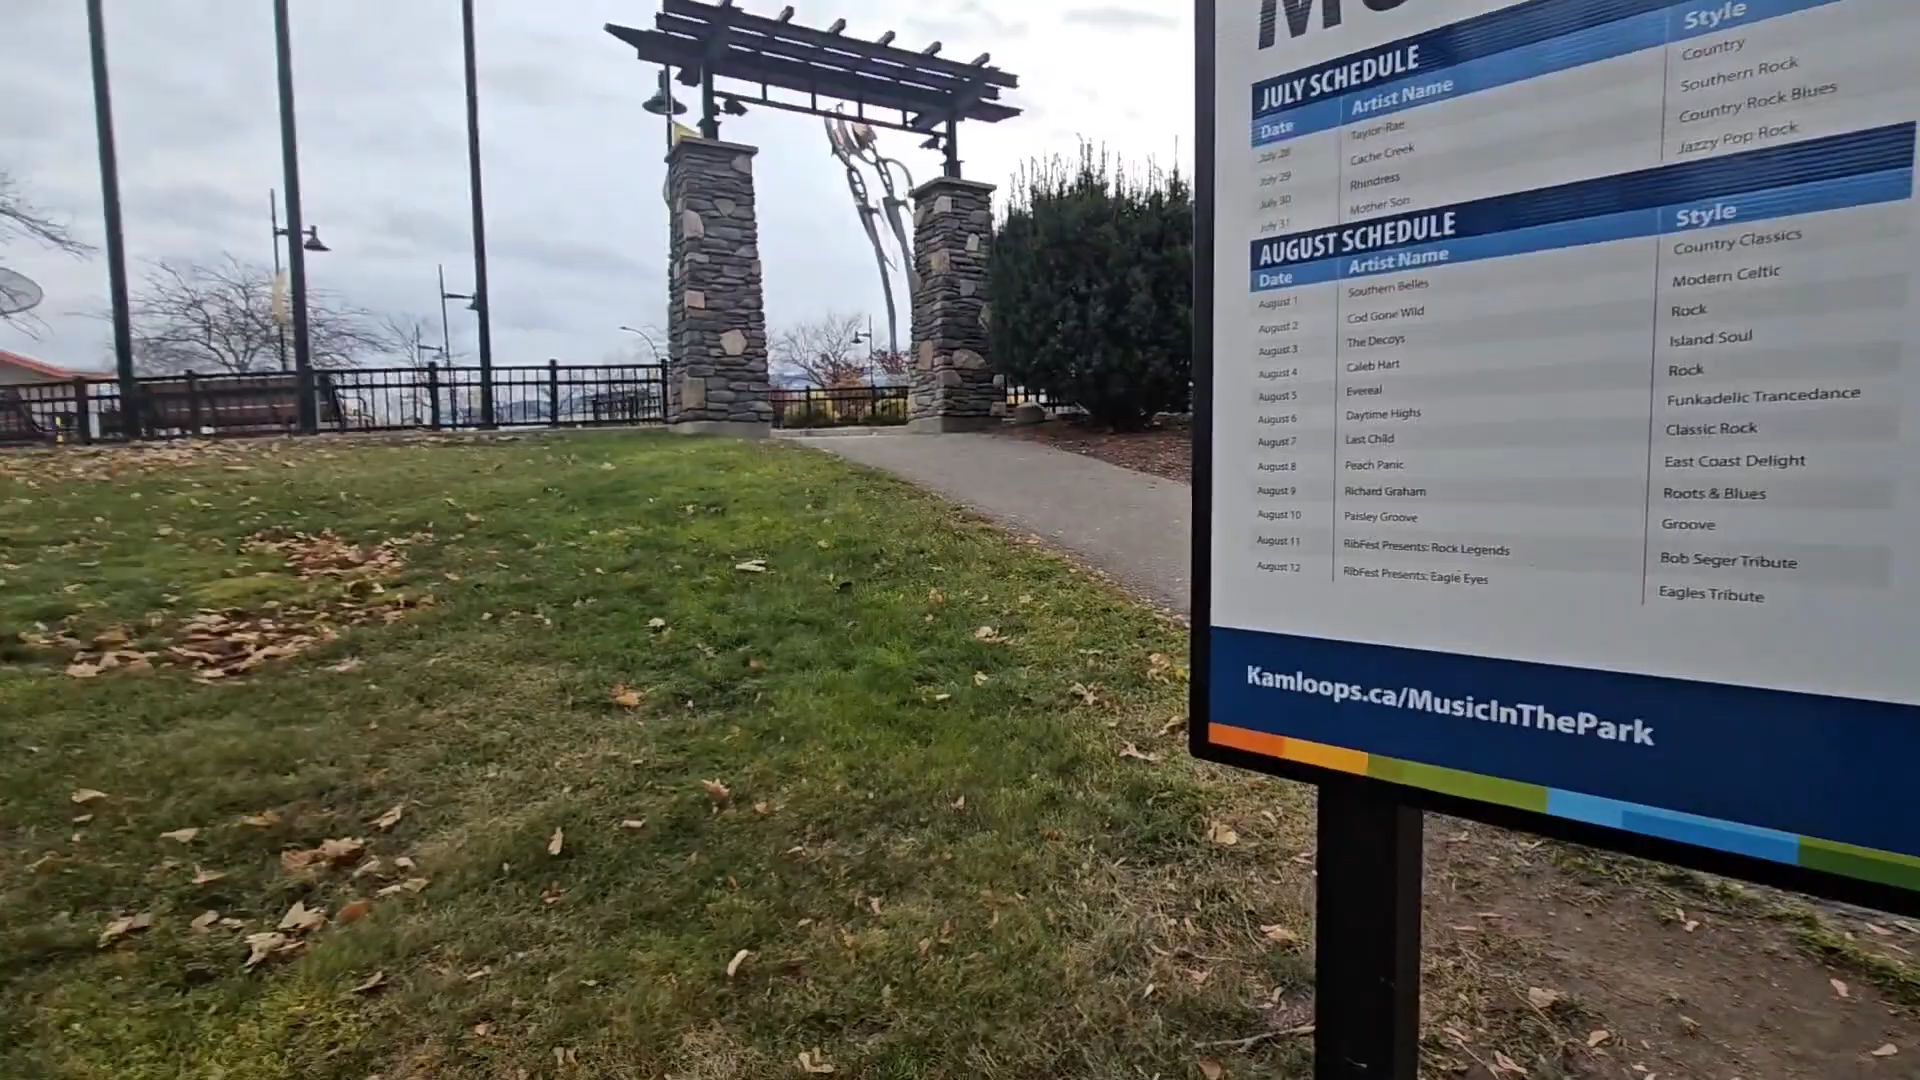 JULY SCHEDULE
Date Artist Name Style
July 28 Taylor-Rae Country
July 29 Cache Creek Southern Rock
July 30 Rhindress Country Rock Blues
July 31 Mother Son Jazzy Pop Rock
AUGUST SCHEDULE
Date Artist Name Style
August 1 Southern Belles Country Classics
August 2 Cod Gone Wild Modern Celtic
August 3 The Decoys Rock
August 4 Caleb Hart Island Soul
August 5 Evereal Rock
August 6 Daytime Highs Funkadelic Trancedance
August 7 Last Child Classic Rock
August 8 Peach Panic East Coast Delight
August 9 Richard Graham Roots & Blues
August 10 Paisley Groove Groove
August 11 RibFest Presents: Rock Legends Bob Seger Tribute
August 12 RibFest Presents: Eagle Eyes Eagles Tribute
Kamloops.ca/MusicInThePark